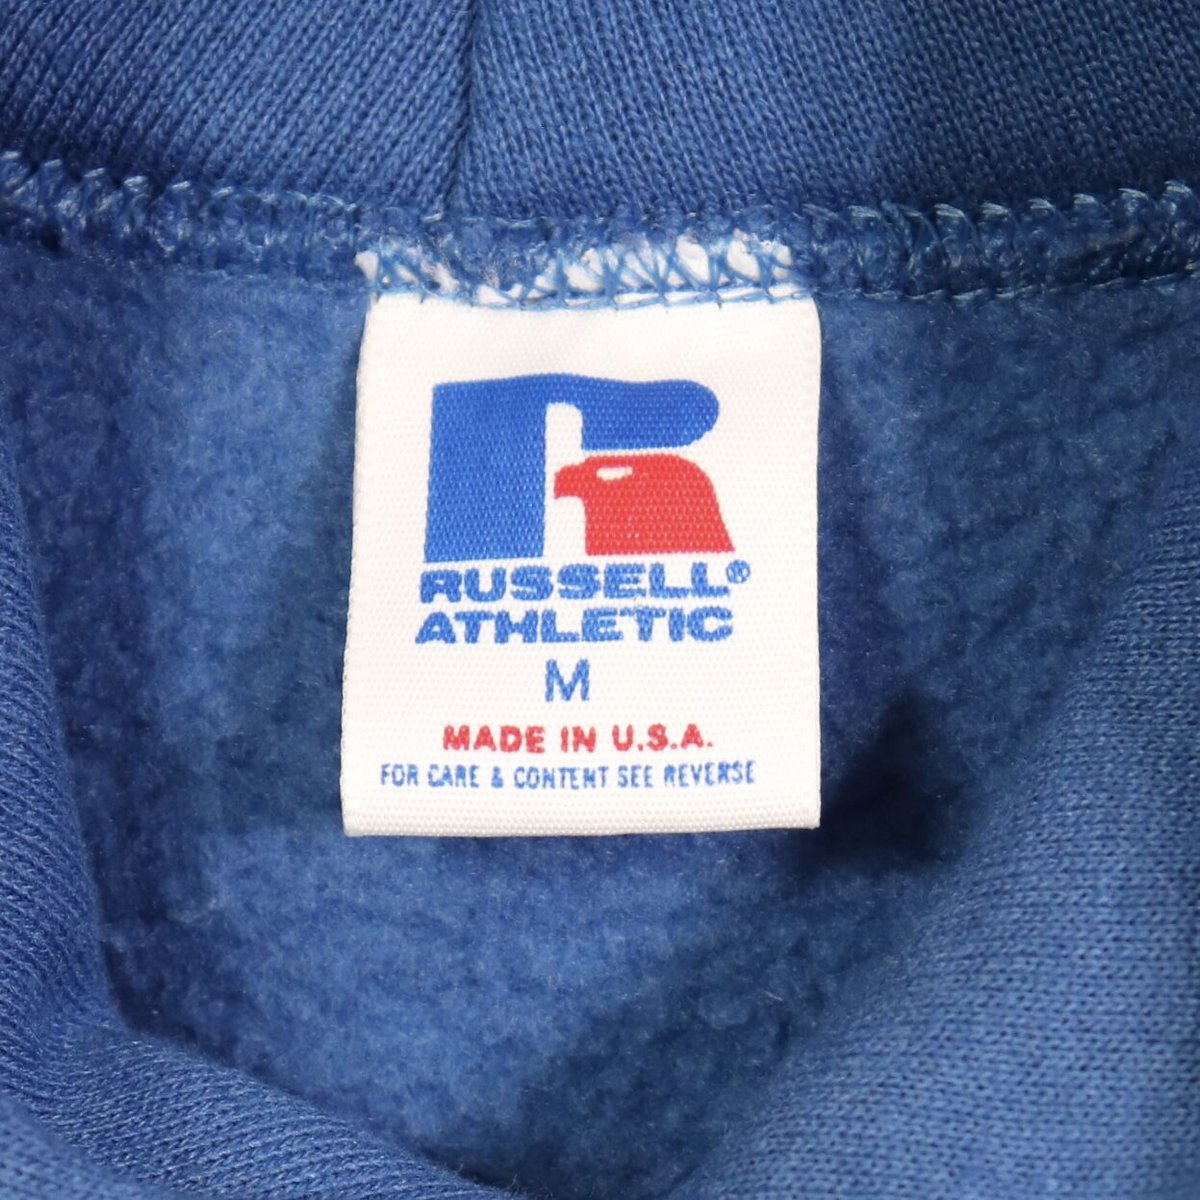 RUSSELL®
ATHLETIC
M
MADE IN U.S.A.
FOR CARE & CONTENT SEE REVERSE